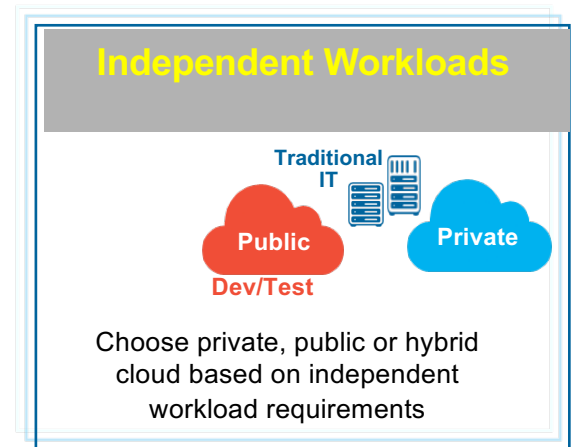 Independent Workloads
Traditional
IT
Public
Private
Dev/Test
Choose private, public or hybrid
cloud based on independent
workload requirements